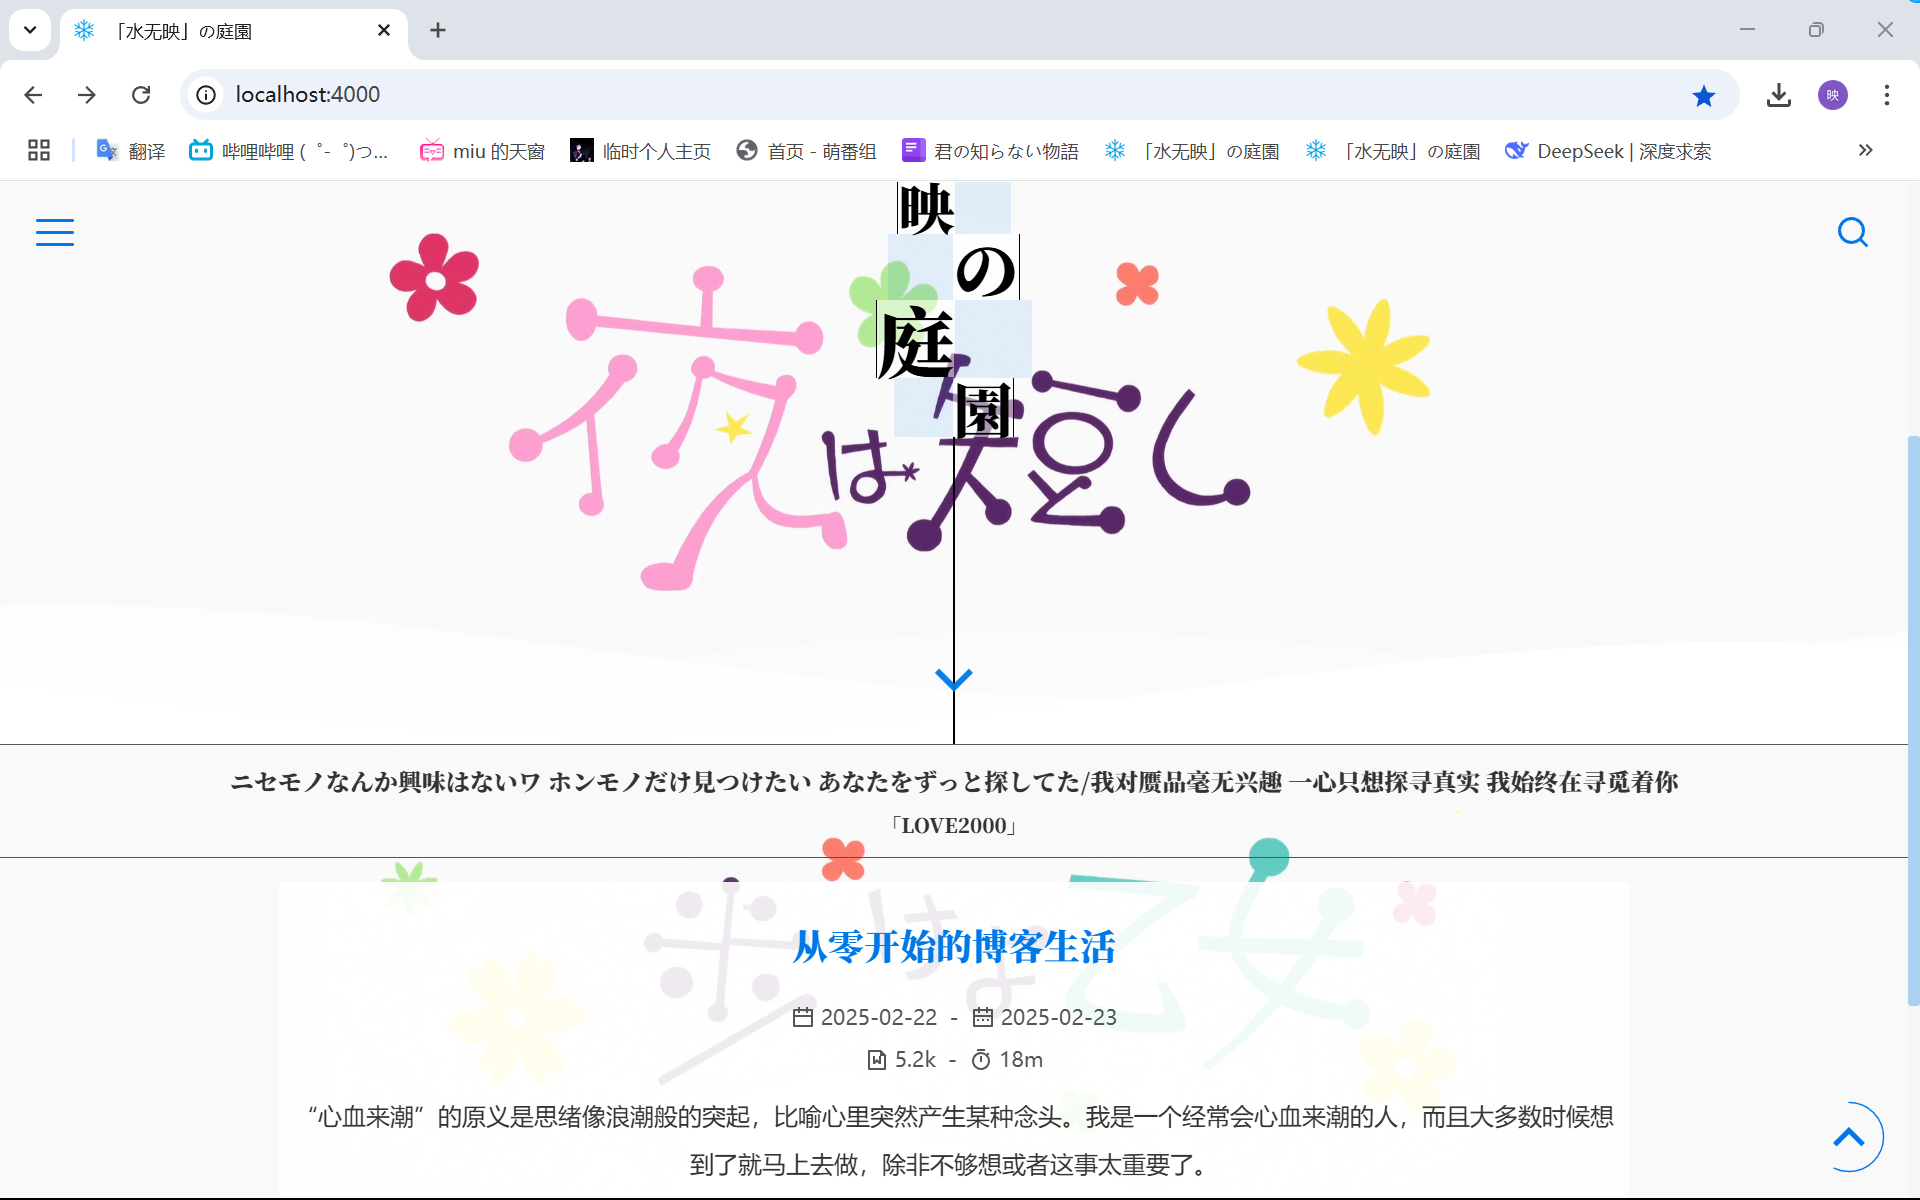 「水无映」の庭園
localhost:4000
映
翻译
哔哩哔哩 (゜-゜)つ...
miu 的天窗
临时个人主页
首页 - 萌番组
君の知らない物語
「水无映」の庭園
「水无映」の庭園
DeepSeek | 深度求索
映
の
庭
園
夜は短し
ニセモノなんか興味はないワ ホンモノだけ見つけたい あなたをずっと探してた/我对赝品毫无兴趣 一心只想探寻真实 我始终在寻觅着你
「LOVE2000」
歩けよ乙女
从零开始的博客生活
2025-02-22 - 2025-02-23
5.2k - 18m
“心血来潮”的原义是思绪像浪潮般的突起，比喻心里突然产生某种念头。我是一个经常会心血来潮的人，而且大多数时候想
到了就马上去做，除非不够想或者这事太重要了。